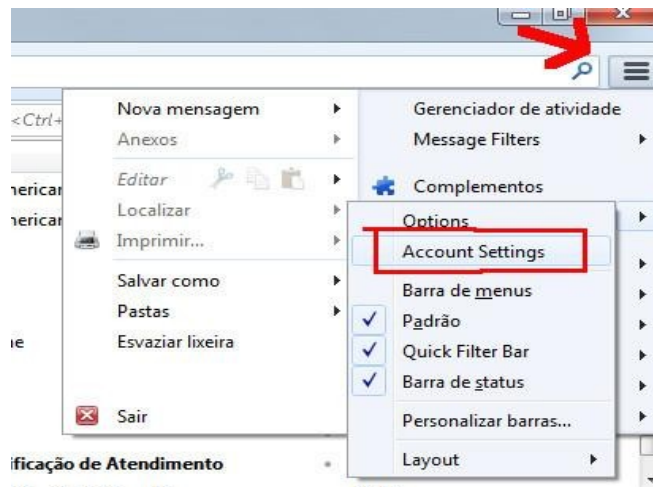 <Ctrl+
Nova mensagem
Anexos
Editar
Localizar
Imprimir...
Salvar como
Pastas
Esvaziar lixeira
Sair
Gerenciador de atividade
Message Filters
Complementos
Options
Account Settings
Barra de menus
Padrão
Quick Filter Bar
Barra de status
Personalizar barras...
Layout
nerican
nerican
ne
ificação de Atendimento